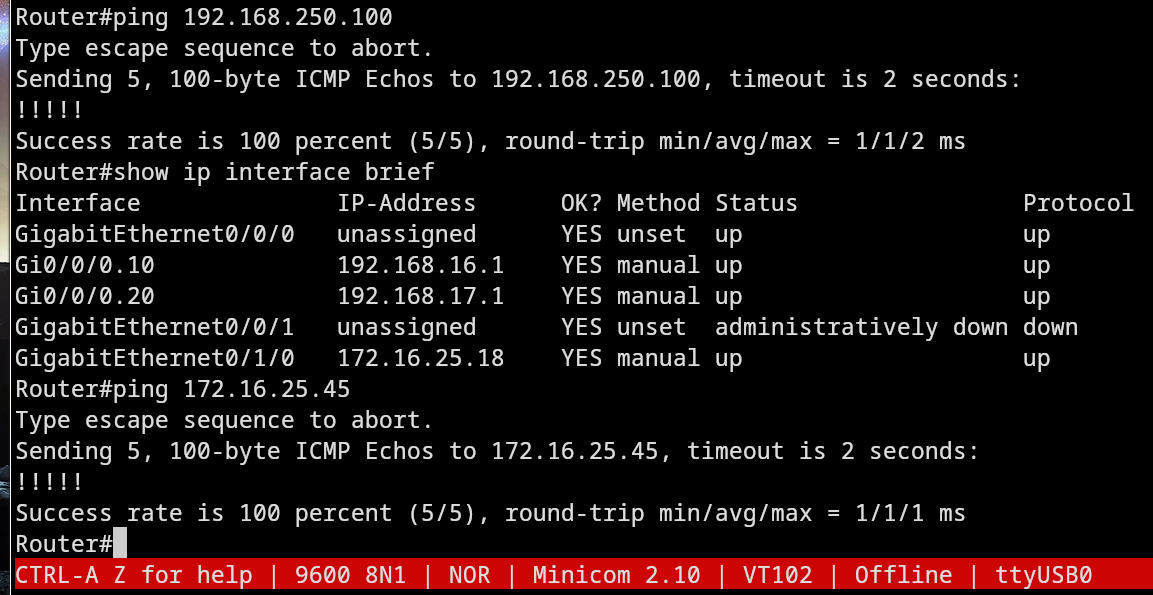 Router#ping 192.168.250.100
Type escape sequence to abort.
Sending 5, 100-byte ICMP Echos to 192.168.250.100, timeout is 2 seconds:
!!!!!
Success rate is 100 percent (5/5), round-trip min/avg/max = 1/1/2 ms
Router#show ip interface brief
Interface              IP-Address      OK? Method Status                Protocol
GigabitEthernet0/0/0   unassigned      YES unset  up                    up
Gi0/0/0.10             192.168.16.1    YES manual up                    up
Gi0/0/0.20             192.168.17.1    YES manual up                    up
GigabitEthernet0/0/1   unassigned      YES unset  administratively down down
GigabitEthernet0/1/0   172.16.25.18    YES manual up                    up
Router#ping 172.16.25.45
Type escape sequence to abort.
Sending 5, 100-byte ICMP Echos to 172.16.25.45, timeout is 2 seconds:
!!!!!
Success rate is 100 percent (5/5), round-trip min/avg/max = 1/1/1 ms
Router#
CTRL-A Z for help | 9600 8N1 | NOR | Minicom 2.10 | VT102 | Offline | ttyUSB0